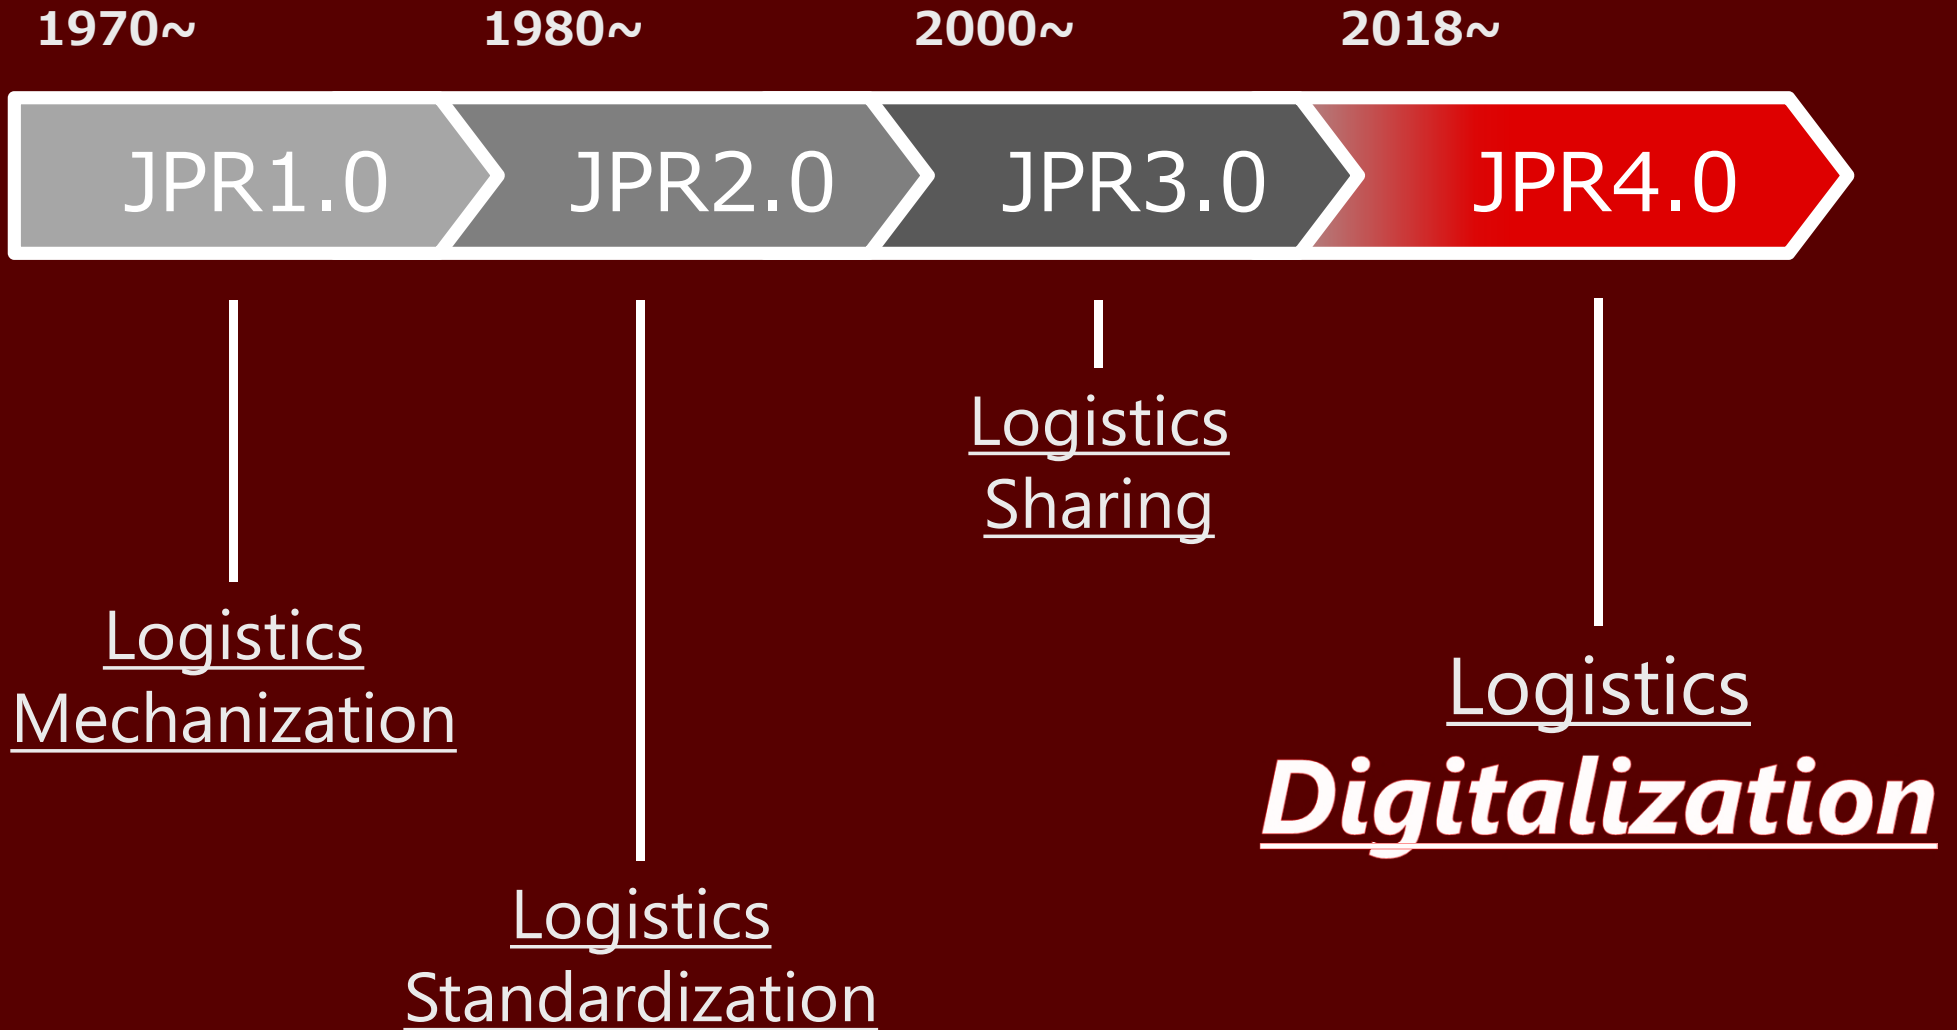 1970~
1980~
2000~
2018~
JPR1.0
JPR2.0
JPR3.0
JPR4.0
Logistics
Mechanization
Logistics
Standardization
Logistics
Sharing
Logistics
Digitalization